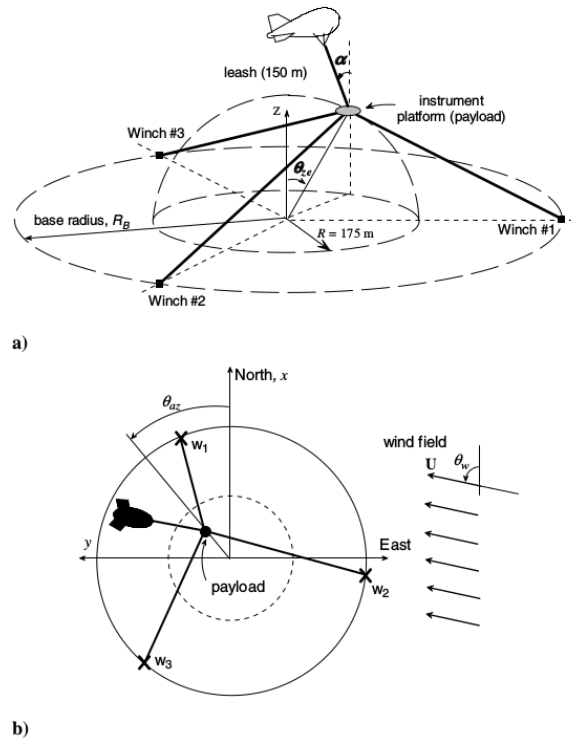 leash (150 m)
α
instrument
platform (payload)
z
Winch #3
θze
base radius, RB
R = 175 m
Winch #1
Winch #2
a)
North, x
θaz
w1
wind field
U
θw
y
East
payload
w2
w3
b)